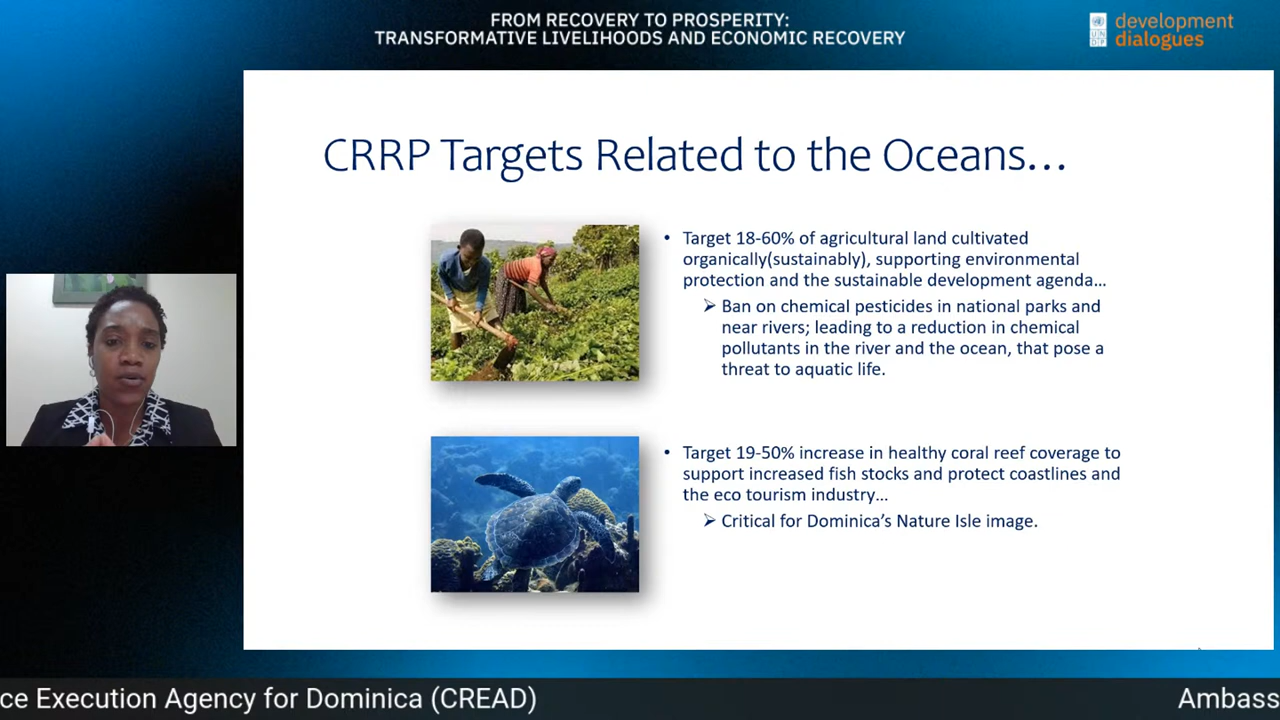 FROM RECOVERY TO PROSPERITY:
TRANSFORMATIVE LIVELIHOODS AND ECONOMIC RECOVERY
UN
DP
development
dialogues
CRRP Targets Related to the Oceans…
• Target 18-60% of agricultural land cultivated
organically(sustainably), supporting environmental
protection and the sustainable development agenda…
➢ Ban on chemical pesticides in national parks and
near rivers; leading to a reduction in chemical
pollutants in the river and the ocean, that pose a
threat to aquatic life.
• Target 19-50% increase in healthy coral reef coverage to
support increased fish stocks and protect coastlines and
the eco tourism industry…
➢ Critical for Dominica’s Nature Isle image.
ce Execution Agency for Dominica (CREAD)
Ambass